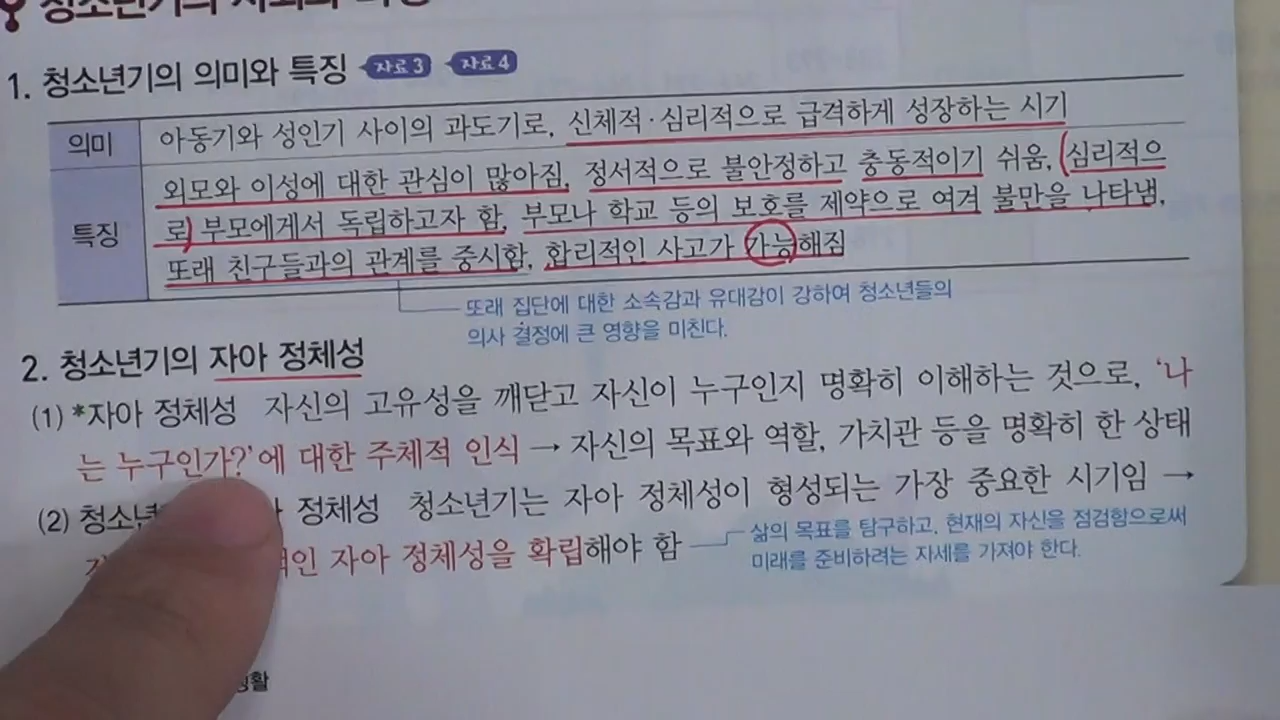 청소년기의
1. 청소년기의 의미와 특징 자료3 자료4
의미 아동기와 성인기 사이의 과도기로, 신체적·심리적으로 급격하게 성장하는 시기
외모와 이성에 대한 관심이 많아짐, 정서적으로 불안정하고 충동적이기 쉬움, 심리적으
특징 로 부모에게서 독립하고자 함, 부모나 학교 등의 보호를 제약으로 여겨 불만을 나타냄,
또래 친구들과의 관계를 중시함, 합리적인 사고가 가능해짐
또래 집단에 대한 소속감과 유대감이 강하여 청소년들의
의사 결정에 큰 영향을 미친다.
2. 청소년기의 자아 정체성
(1) *자아 정체성 자신의 고유성을 깨닫고 자신이 누구인지 명확히 이해하는 것으로, ‘나
는 누구인가?’에 대한 주체적 인식 → 자신의 목표와 역할, 가치관 등을 명확히 한 상태
(2) 정체성 청소년기는 자아 정체성이 형성되는 가장 중요한 시기임 →
자아 정체성을 확립해야 함
삶의 목표를 탐구하고, 현재의 자신을 점검함으로써
미래를 준비하려는 자세를 가져야 한다.